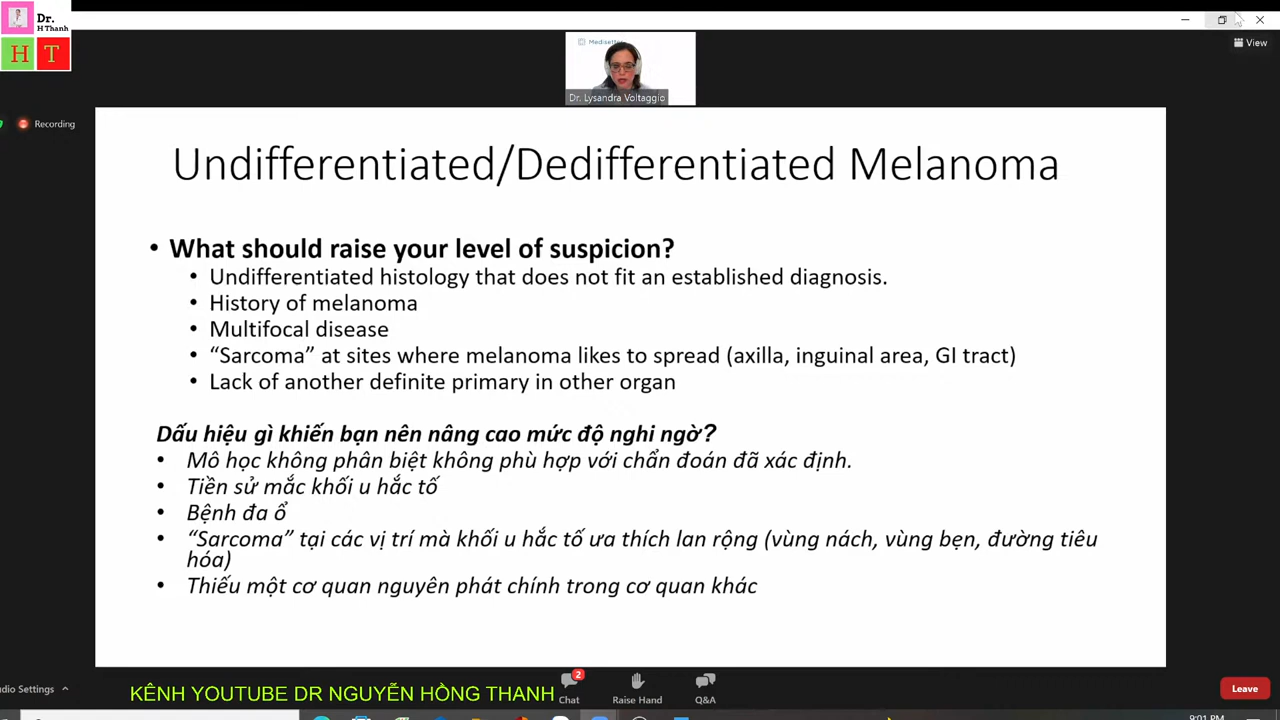 Dr.
H Thanh
H T
View
Medisetter
Dr. Lysandra Voltaggio
Recording
Undifferentiated/Dedifferentiated Melanoma
• What should raise your level of suspicion?
• Undifferentiated histology that does not fit an established diagnosis.
• History of melanoma
• Multifocal disease
• “Sarcoma” at sites where melanoma likes to spread (axilla, inguinal area, GI tract)
• Lack of another definite primary in other organ
Dấu hiệu gì khiến bạn nên nâng cao mức độ nghi ngờ?
• Mô học không phân biệt không phù hợp với chẩn đoán đã xác định.
• Tiền sử mắc khối u hắc tố
• Bệnh đa ổ
• “Sarcoma” tại các vị trí mà khối u hắc tố ưa thích lan rộng (vùng nách, vùng bẹn, đường tiêu
hóa)
• Thiếu một cơ quan nguyên phát chính trong cơ quan khác
dio Settings
KÊNH YOUTUBE DR NGUYỄN HỒNG THANH
2
Chat
Raise Hand
Q&A
Leave
9:01 PM